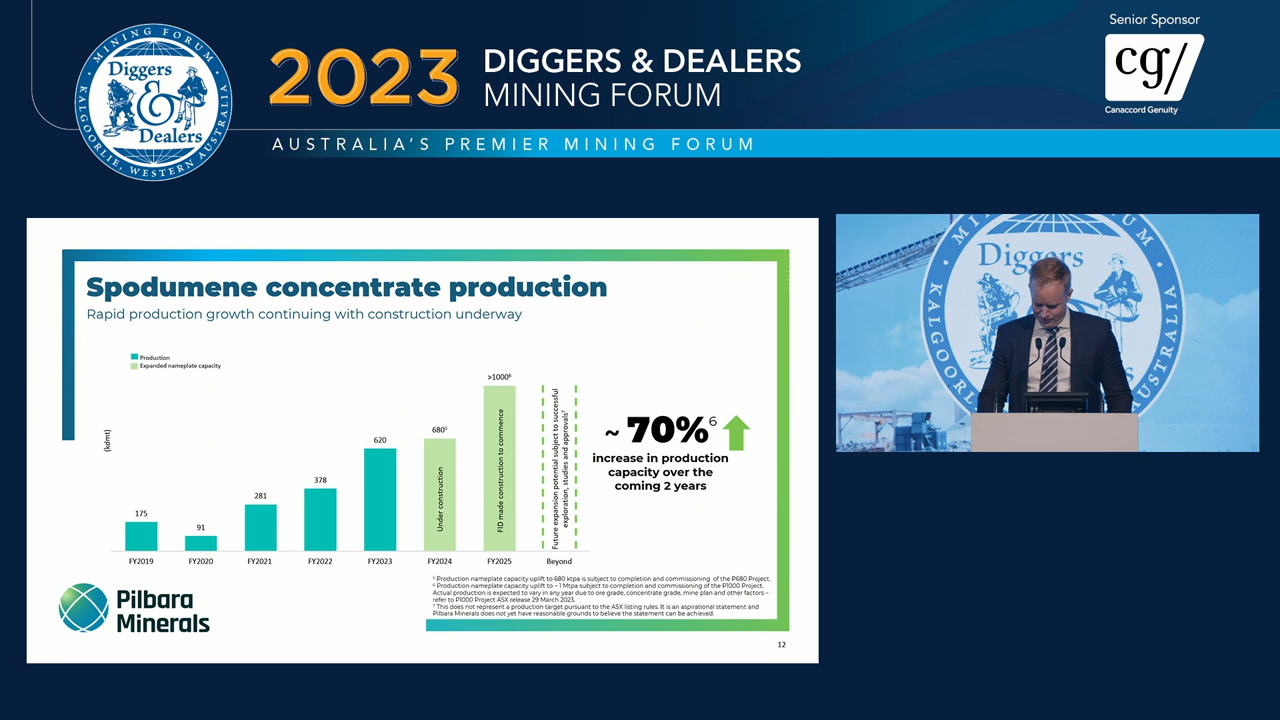 MINING FORUM
Diggers
&
Dealers
KALGOORLIE, WESTERN AUSTRALIA
2023
DIGGERS & DEALERS
MINING FORUM
AUSTRALIA'S PREMIER MINING FORUM
Senior Sponsor
cg/
Canaccord Genuity
Spodumene concentrate production
Rapid production growth continuing with construction underway
Production
Expanded nameplate capacity
(kdmt)
175
91
281
378
620
680⁵
>1000⁶
Under construction
FID made construction to commence
Future expansion potential subject to successful
exploration, studies and approvals⁷
FY2019
FY2020
FY2021
FY2022
FY2023
FY2024
FY2025
Beyond
~ 70%⁶
increase in production
capacity over the
coming 2 years
⁵ Production nameplate capacity uplift to 680 ktpa is subject to completion and commissioning of the P680 Project.
⁶ Production nameplate capacity uplift to ~ 1 Mtpa subject to completion and commissioning of the P1000 Project.
Actual production is expected to vary in any year due to ore grade, concentrate grade, mine plan and other factors –
refer to P1000 Project ASX release 29 March 2023.
⁷ This does not represent a production target pursuant to the ASX listing rules. It is an aspirational statement and
Pilbara Minerals does not yet have reasonable grounds to believe the statement can be achieved.
Pilbara
Minerals
12
Diggers